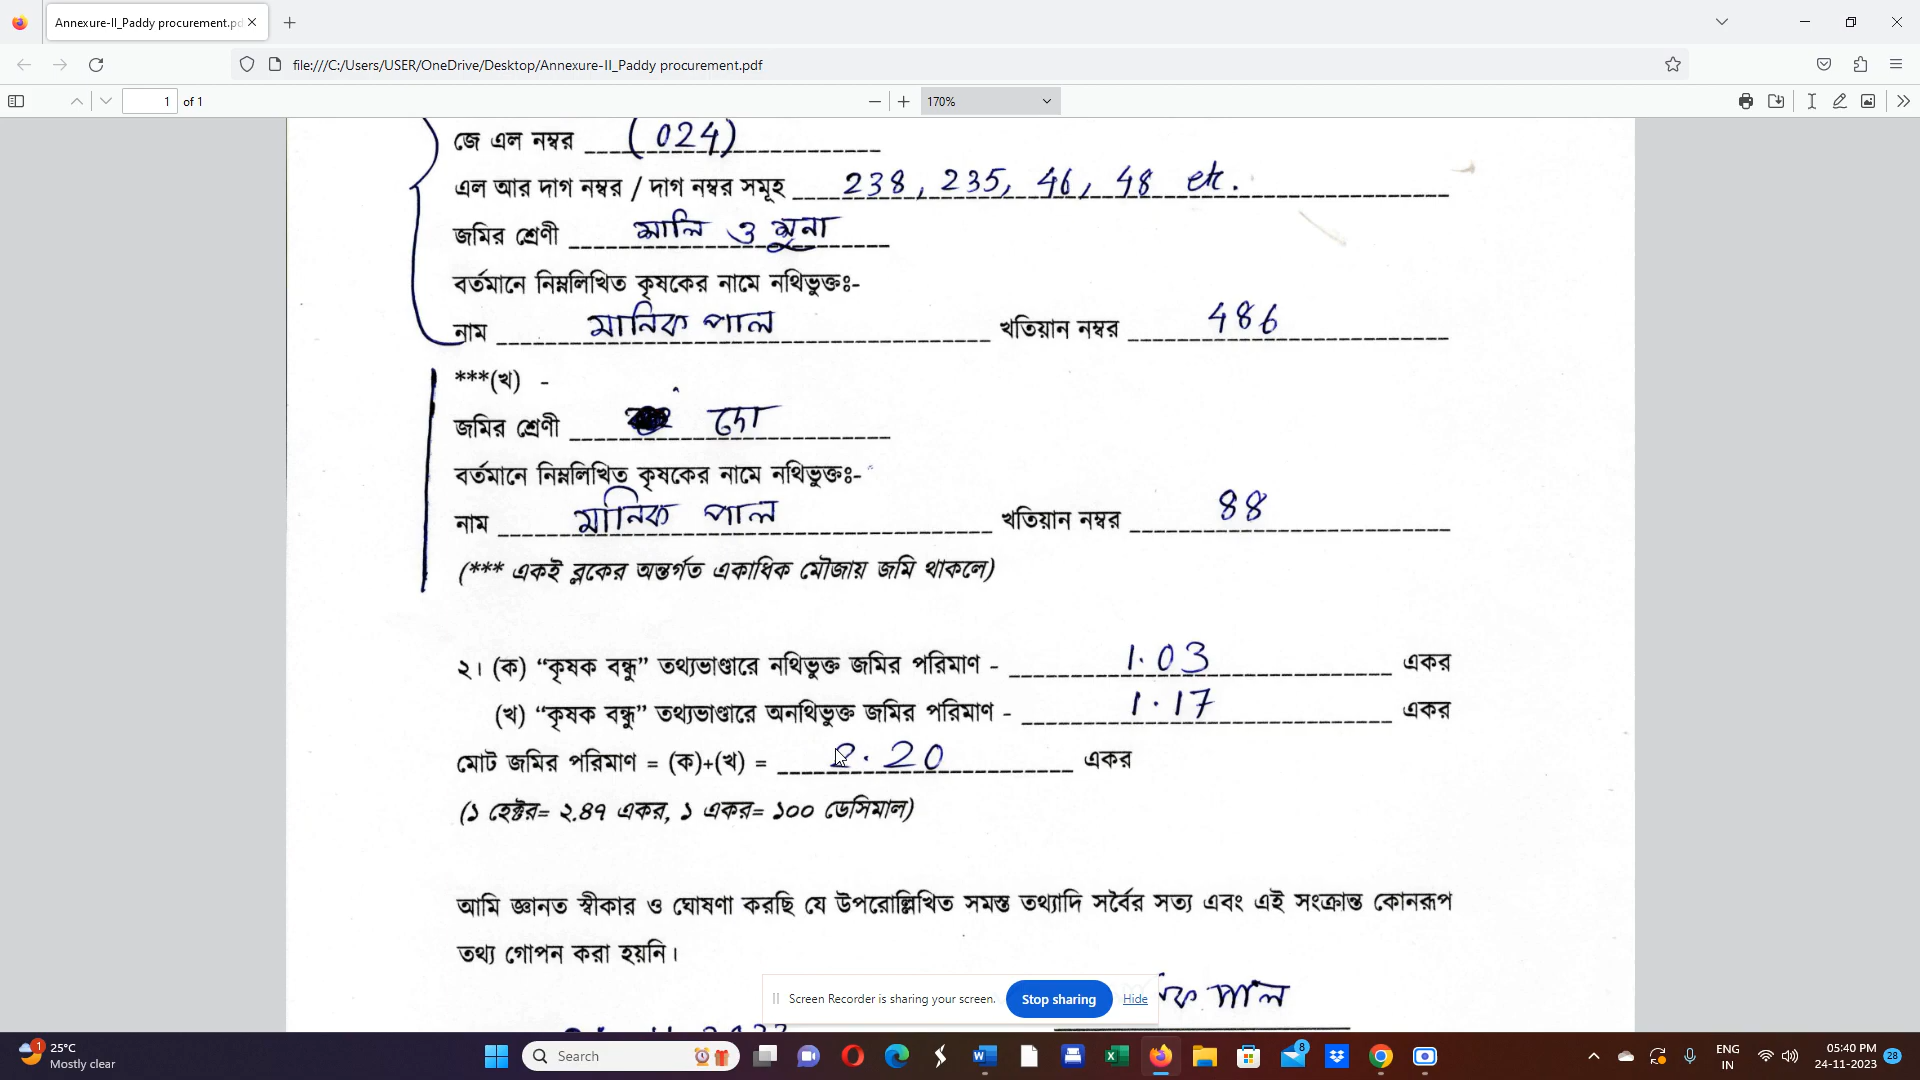 Annexure-II_Paddy procurement.pd
file:///C:/Users/USER/OneDrive/Desktop/Annexure-II_Paddy procurement.pdf
1 of 1
170%
জে এল নম্বর (024)
এল আর দাগ নম্বর / দাগ নম্বর সমূহ 238, 235, 46, 48 etc.
জমির শ্রেণী শালি ও সুনা
বর্তমানে নিম্নলিখিত কৃষকের নামে নথিভুক্তঃ-
নাম মানিক পাল খতিয়ান নম্বর 486
***(খ) -
জমির শ্রেণী ডো
বর্তমানে নিম্নলিখিত কৃষকের নামে নথিভুক্তঃ-
নাম মানিক পাল খতিয়ান নম্বর 88
(*** একই ব্লকের অন্তর্গত একাধিক মৌজায় জমি থাকলে)
২। (ক) “কৃষক বন্ধু” তথ্যভাণ্ডারে নথিভুক্ত জমির পরিমাণ - 1.03 একর
(খ) “কৃষক বন্ধু” তথ্যভাণ্ডারে অনথিভুক্ত জমির পরিমাণ - 1.17 একর
মোট জমির পরিমাণ = (ক)+(খ) = 2.20 একর
(১ হেক্টর= ২.৪৭ একর, ১ একর= ১০০ ডেসিমাল)
আমি জ্ঞানত স্বীকার ও ঘোষণা করছি যে উপরোল্লিখিত সমস্ত তথ্যাদি সর্বৈব সত্য এবং এই সংক্রান্ত কোনরূপ
তথ্য গোপন করা হয়নি।
পাল
Screen Recorder is sharing your screen. Stop sharing Hide
25°C
Mostly clear
Search
8
ENG
IN
05:40 PM
24-11-2023
28